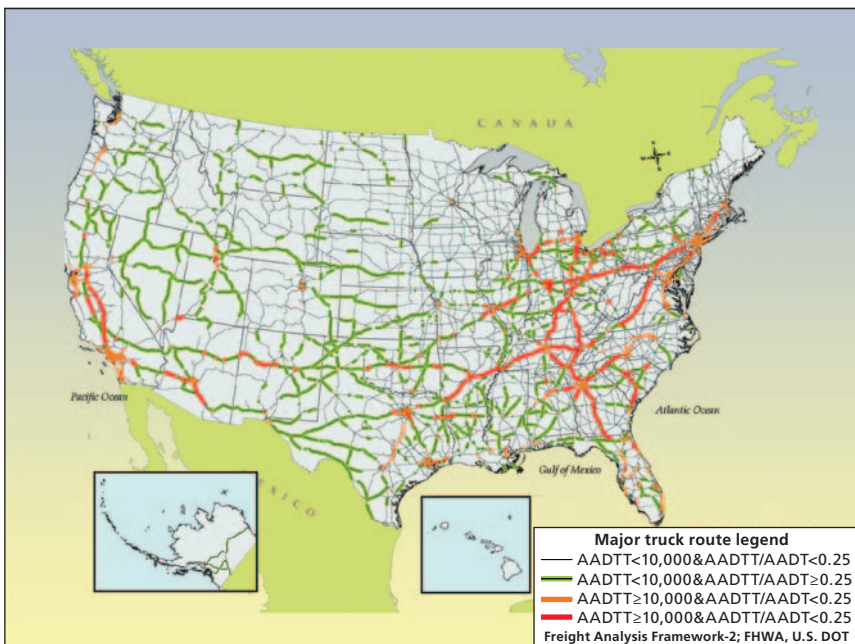 CANADA
Pacific Ocean
Atlantic Ocean
Gulf of Mexico
MEXICO
Major truck route legend
AADTT<10,000&AADTT/AADT<0.25
AADTT<10,000&AADTT/AADT≥0.25
AADTT≥10,000&AADTT/AADT<0.25
AADTT≥10,000&AADTT/AADT<0.25
Freight Analysis Framework-2; FHWA, U.S. DOT